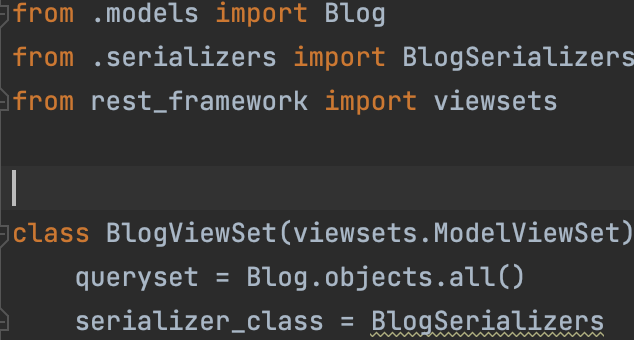 from .models import Blog
from .serializers import BlogSerializers
from rest_framework import viewsets
class BlogViewSet(viewsets.ModelViewSet)
queryset = Blog.objects.all()
serializer_class = BlogSerializers